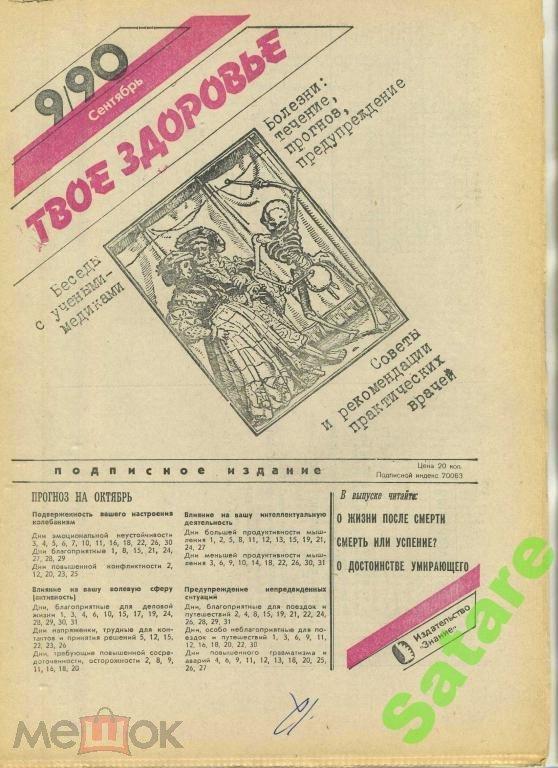 9/90
Сентябрь
ТВОЕ ЗДОРОВЬЕ
Болезни:
течение,
прогноз,
предупреждение
Беседы
с учеными-
медиками
Советы
и рекомендации
практических
врачей
подписное издание
Цена 20 коп.
Подписной индекс 70063
ПРОГНОЗ НА ОКТЯБРЬ
Подверженность вашего настроения
колебаниям
Дни эмоциональной неустойчивости
3, 4, 5, 6, 7, 10, 11, 16, 18, 22, 26, 30
Дни благоприятные 1, 8, 15, 21, 24,
27, 28, 29
Дни повышенной конфликтности 2,
12, 20, 23, 25
Влияние на вашу волевую сферу
(активность)
Дни, благоприятные для деловой
жизни 1, 3, 4, 6, 10, 15, 17, 19, 24,
28, 29, 30, 31
Дни напряженки, трудные для кон-
тактов и принятия решений 5, 12, 15,
22, 23, 26
Дни, требующие повышенной сосре-
доточенности, осторожности 2, 8, 9,
11, 16, 18, 20
Влияние на вашу интеллектуальную
деятельность
Дни большей продуктивности мыш-
ления 1, 2, 5, 8, 11, 12, 13, 15, 19, 21,
24, 27
Дни меньшей продуктивности мыш-
ления 3, 6, 9, 10, 14, 18, 22, 26, 30, 31
Предупреждение непредвиденных
ситуаций
Дни, благоприятные для поездок и
путешествий 2, 4, 8, 15, 19, 21, 22, 24,
26, 28, 29, 31
Дни, особо неблагоприятные для по-
ездок и путешествий 1, 3, 6, 9, 11,
12, 16, 18, 20, 22, 30
Дни повышенного травматизма и
аварий 4, 6, 9, 11, 12, 13, 18, 20, 25,
26, 27
В выпуске читайте:
О ЖИЗНИ ПОСЛЕ СМЕРТИ
СМЕРТЬ ИЛИ УСПЕНИЕ?
О ДОСТОИНСТВЕ УМИРАЮЩЕГО
Издательство
"Знание"
Satare
МЕШОК